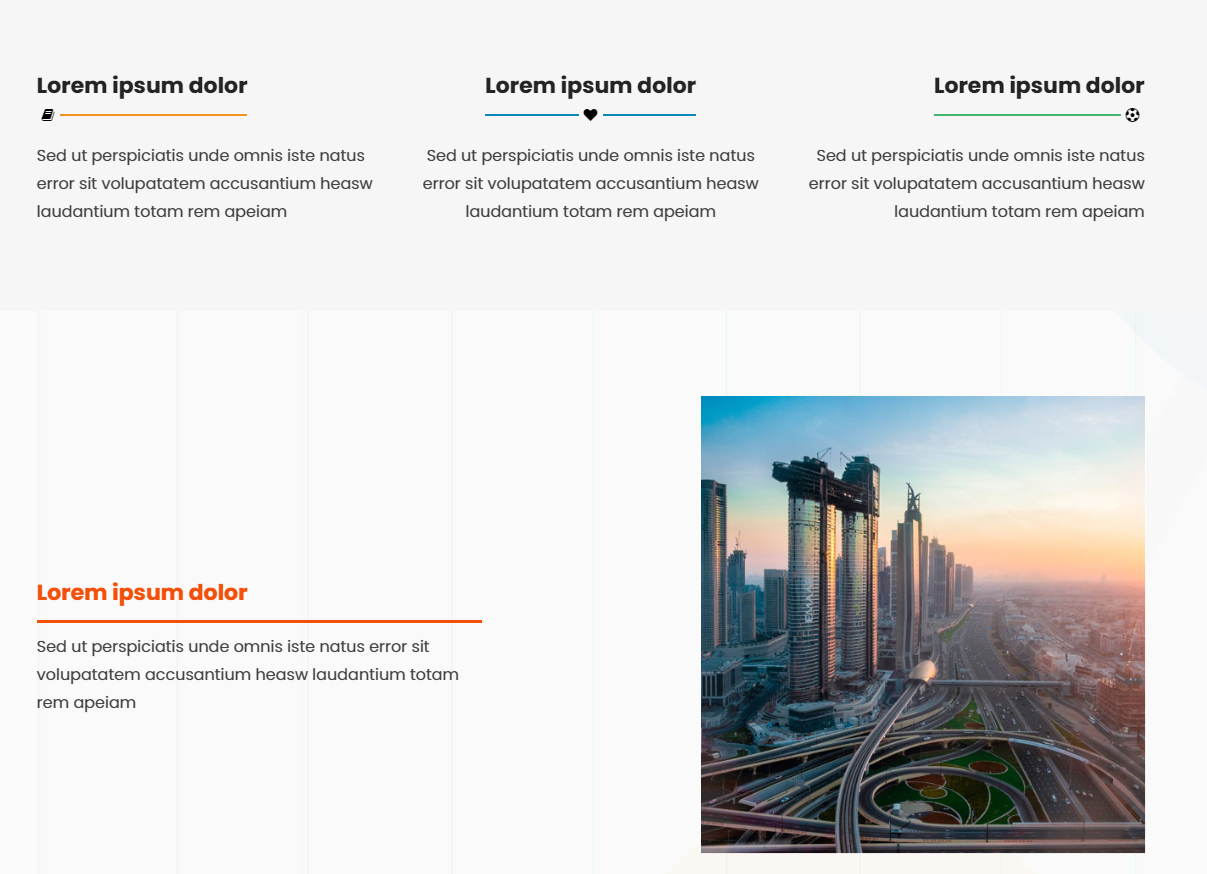 Lorem ipsum dolor
Sed ut perspiciatis unde omnis iste natus
error sit volupatatem accusantium heasw
laudantium totam rem apeiam
Lorem ipsum dolor
Sed ut perspiciatis unde omnis iste natus
error sit volupatatem accusantium heasw
laudantium totam rem apeiam
Lorem ipsum dolor
Sed ut perspiciatis unde omnis iste natus
error sit volupatatem accusantium heasw
laudantium totam rem apeiam
Lorem ipsum dolor
Sed ut perspiciatis unde omnis iste natus error sit
volupatatem accusantium heasw laudantium totam
rem apeiam